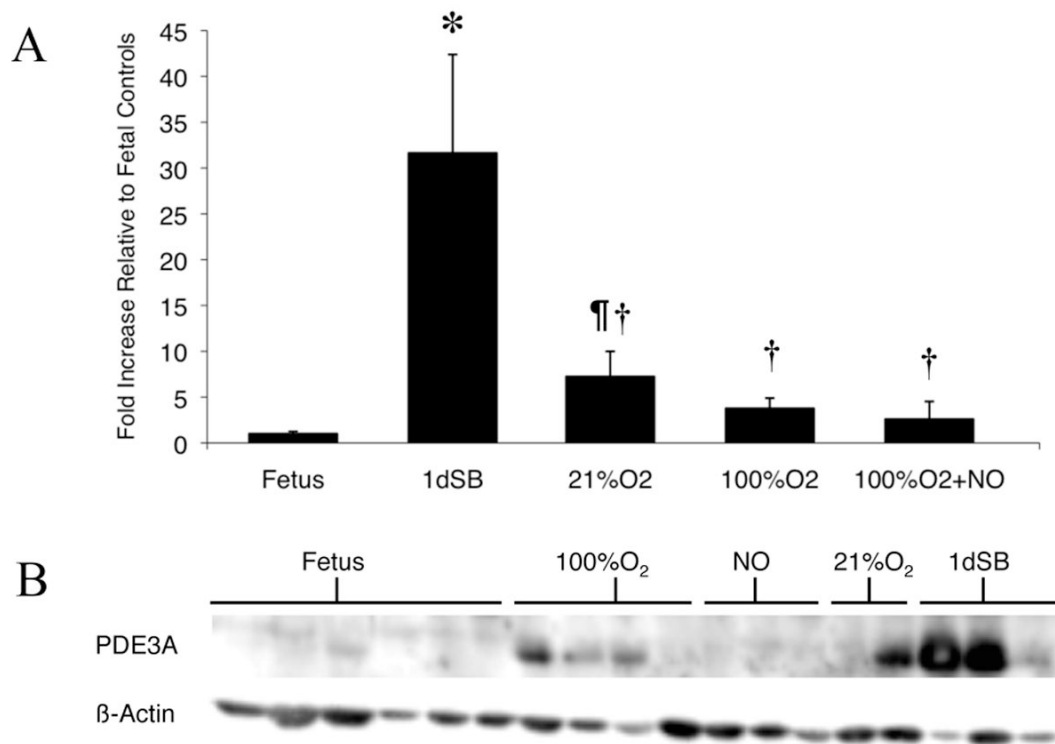 A
Fold Increase Relative to Fetal Controls
45
40
35
30
25
20
15
10
5
0
*
¶†
†
†
Fetus 1dSB 21%O2 100%O2 100%O2+NO
B
Fetus 100%O₂ NO 21%O₂ 1dSB
PDE3A
ß-Actin